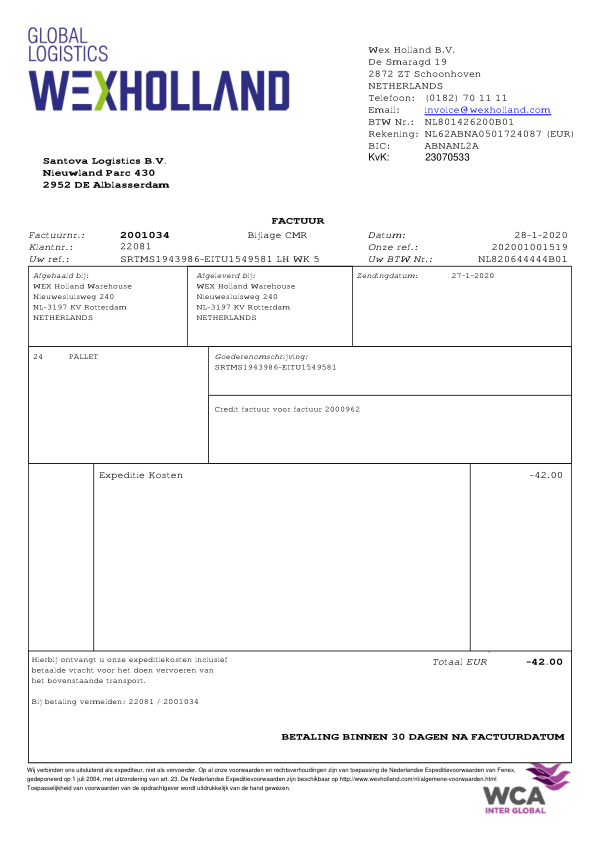 GLOBAL
LOGISTICS
WEXHOLLAND
Wex Holland B.V.
De Smaragd 19
2872 ZT Schoonhoven
NETHERLANDS
Telefoon: (0182) 70 11 11
Email: invoice@wexholland.com
BTW Nr.: NL801426200B01
Rekening: NL62ABNA0501724087 (EUR)
BIC: ABNANL2A
KvK: 23070533
Santova Logistics B.V.
Nieuwland Parc 430
2952 DE Alblasserdam
FACTUUR
Factuurnr.: 2001034 Bijlage CMR Datum: 28-1-2020
Klantnr.: 22081 Onze ref.: 202001001519
Uw ref.: SRTMS1943986-EITU1549581 LH WK 5 Uw BTW Nr.: NL820644444B01
Afgehaald bij:
WEX Holland Warehouse
Nieuwesluisweg 240
NL-3197 KV Rotterdam
NETHERLANDS
Afgeleverd bij:
WEX Holland Warehouse
Nieuwesluisweg 240
NL-3197 KV Rotterdam
NETHERLANDS
Zendingdatum: 27-1-2020
24 PALLET
Goederenomschrijving:
SRTMS1943986-EITU1549581
Credit factuur voor factuur 2000962
Expeditie Kosten -42.00
Hierbij ontvangt u onze expeditiekosten inclusief
betaalde vracht voor het doen vervoeren van
het bovenstaande transport.
Totaal EUR -42.00
Bij betaling vermelden: 22081 / 2001034
BETALING BINNEN 30 DAGEN NA FACTUURDATUM
Wij verbinden ons uitsluitend als expediteur, niet als vervoerder. Op al onze voorwaarden en rechtsverhoudingen zijn van toepassing de Nederlandse Expeditievoorwaarden van Fenex,
gedeponeerd op 1 juli 2004, met uitzondering van art. 23. De Nederlandse Expeditievoorwaarden zijn beschikbaar op http://www.wexholland.com/nl/algemene-voorwaarden.html
Toepasselijkheid van voorwaarden van de opdrachtgever wordt uitdrukkelijk van de hand gewezen.
WCA
INTER GLOBAL